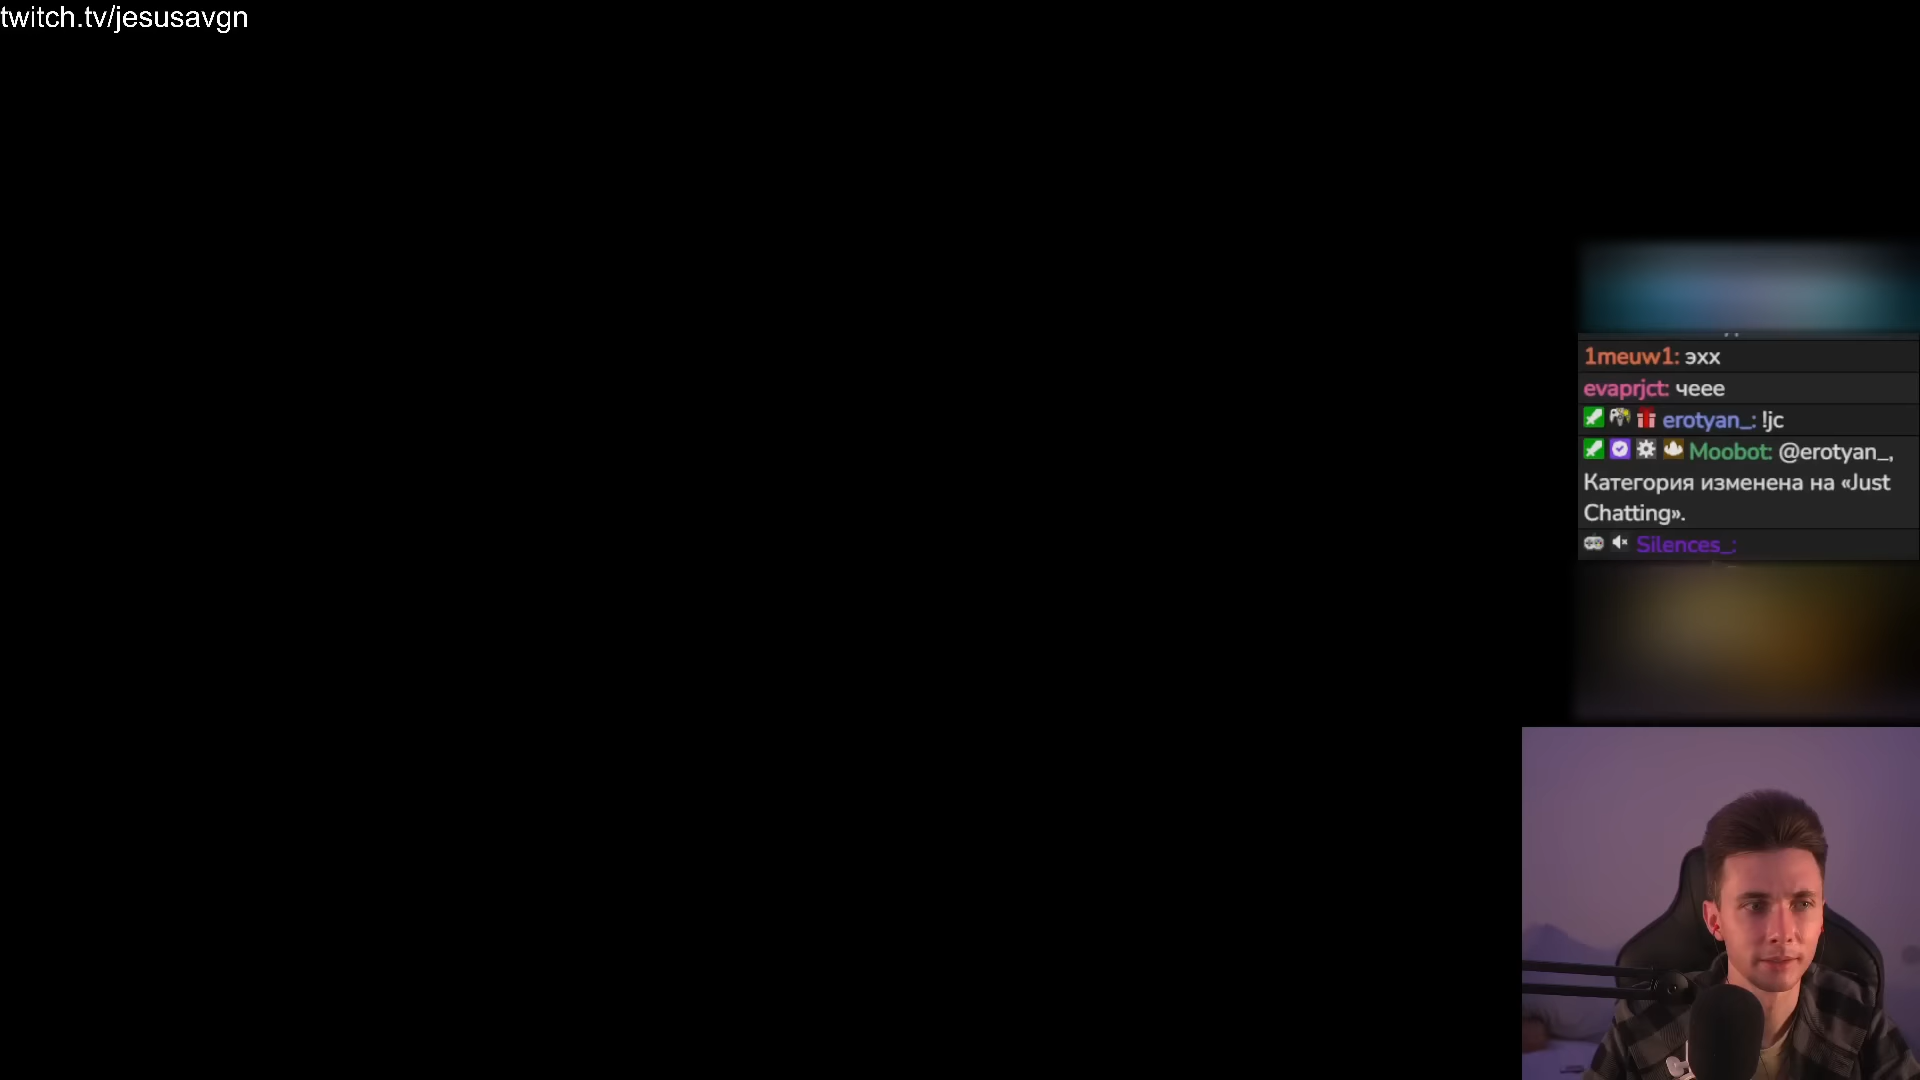 twitch.tv/jesusavgn
1meuw1: эхх
evaprjct: чеее
erotyan_: !jc
Moobot: @erotyan_,
Категория изменена на «Just
Chatting».
Silences_: